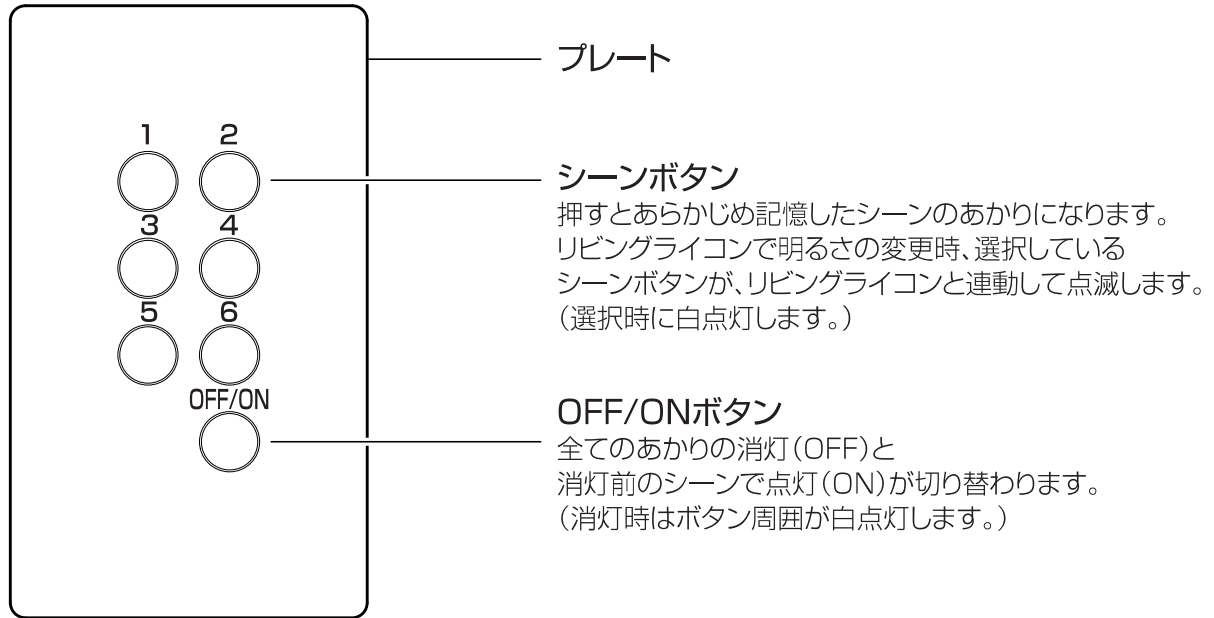 プレート
1 2
シーンボタン
押すとあらかじめ記憶したシーンのあかりになります。
3 4
リビングライコンで明るさの変更時、選択している
シーンボタンが、リビングライコンと連動して点滅します。
5 6
（選択時に白点灯します。）
OFF/ON
OFF/ONボタン
全てのあかりの消灯（OFF）と
消灯前のシーンで点灯（ON）が切り替わります。
（消灯時はボタン周囲が白点灯します。）